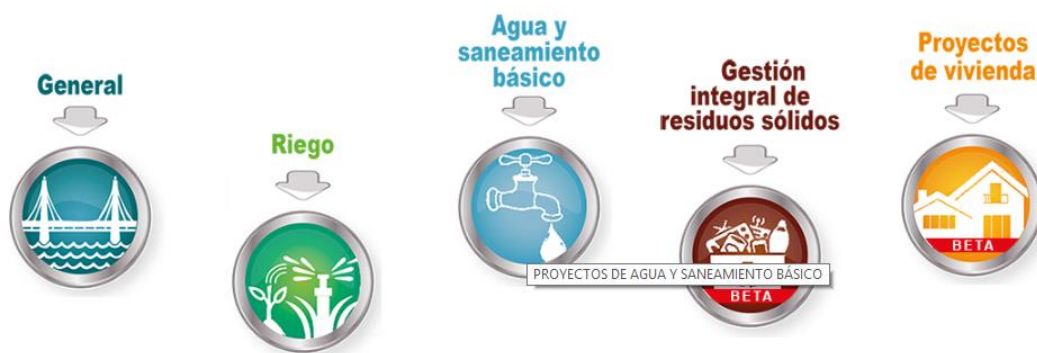 General
Riego
Agua y
saneamiento
básico
PROYECTOS DE AGUA Y SANEAMIENTO BÁSICO
Gestión
integral de
residuos sólidos
BETA
Proyectos
de vivienda
BETA